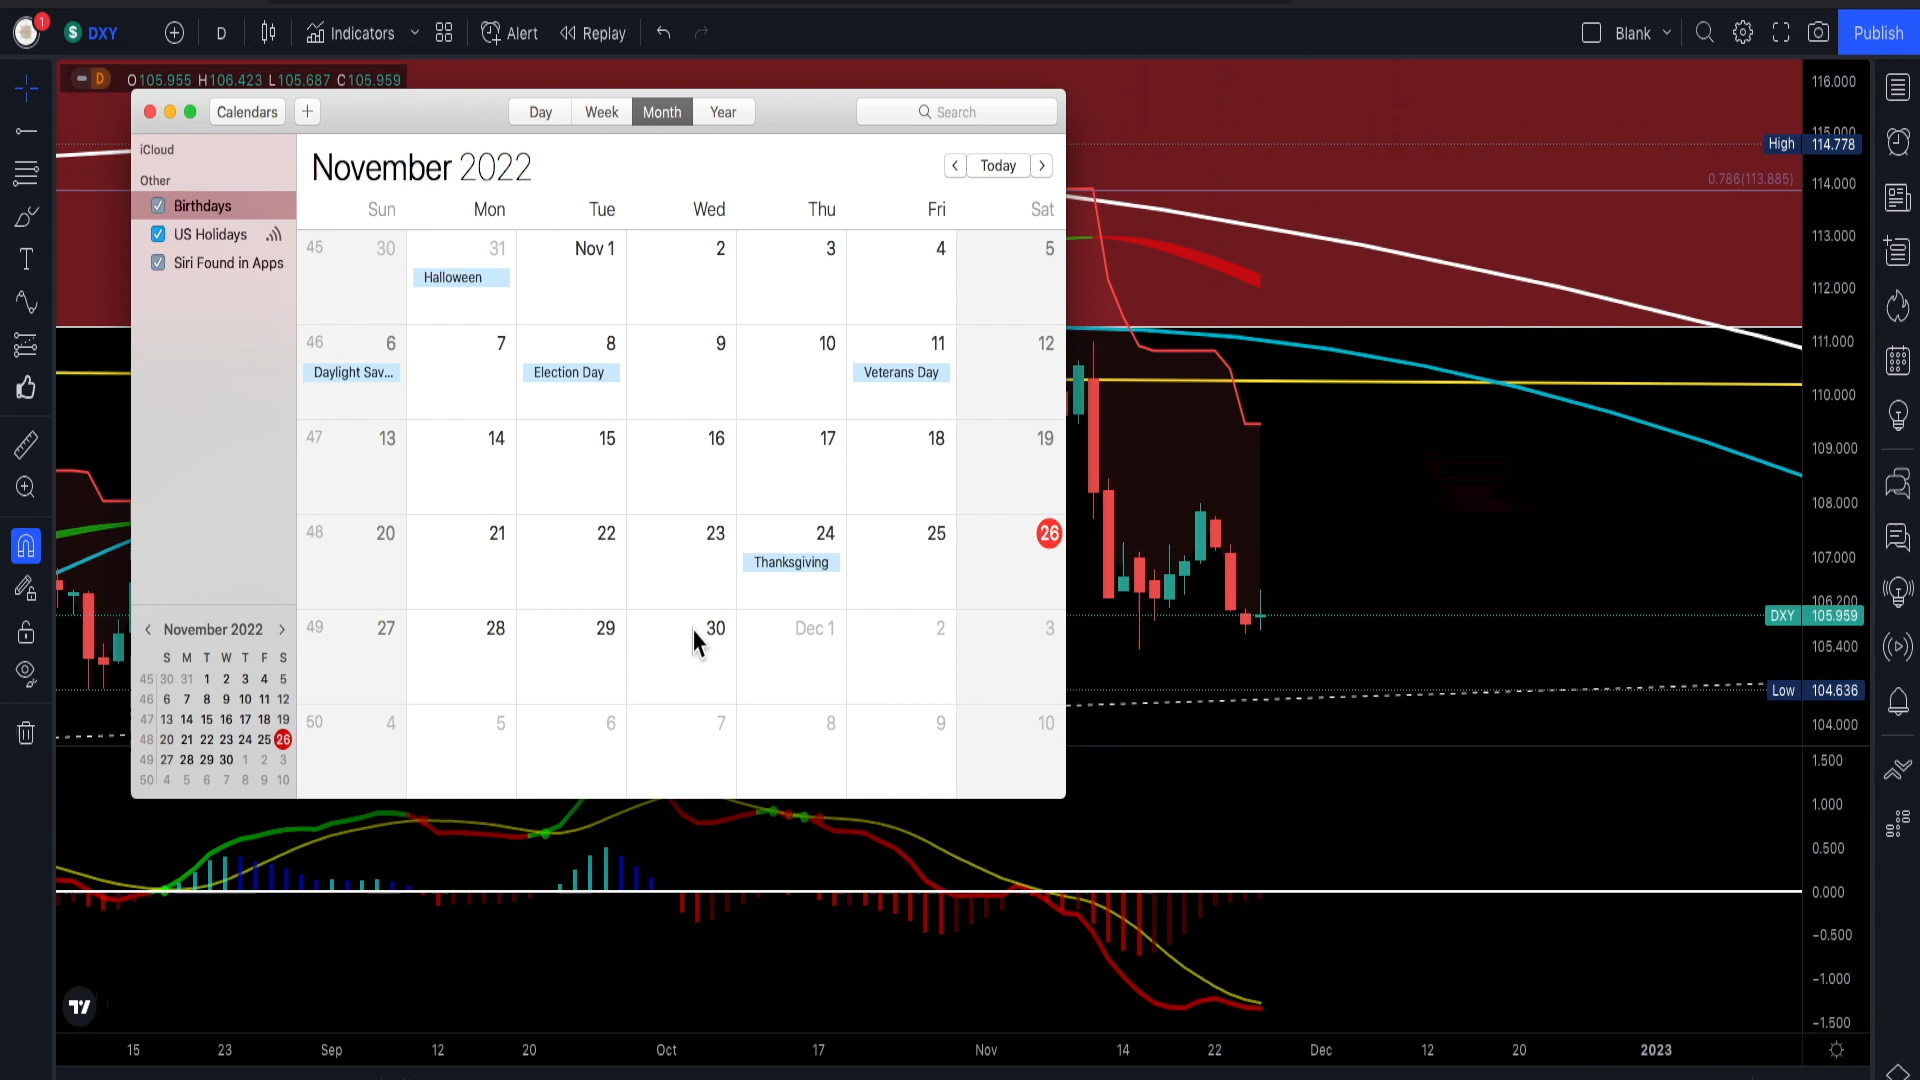 1
$ DXY
D
Indicators
Alert
Replay
Blank
Publish
D O105.955 H106.423 L105.687 C105.959
Calendars +
Day Week Month Year
Search
iCloud
Other
Birthdays
US Holidays
Siri Found in Apps
November 2022
< Today >
Sun Mon Tue Wed Thu Fri Sat
45 30 31 Nov 1 2 3 4 5
Halloween
46 6 7 8 9 10 11 12
Daylight Sav... Election Day Veterans Day
47 13 14 15 16 17 18 19
48 20 21 22 23 24 25 26
Thanksgiving
49 27 28 29 30 Dec 1 2 3
50 4 5 6 7 8 9 10
< November 2022 >
S M T W T F S
45 30 31 1 2 3 4 5
46 6 7 8 9 10 11 12
47 13 14 15 16 17 18 19
48 20 21 22 23 24 25 26
49 27 28 29 30 1 2 3
50 4 5 6 7 8 9 10
116.000
115.000
High 114.778
0.786(113.885)
114.000
113.000
112.000
111.000
110.000
109.000
108.000
107.000
106.200
DXY 105.959
105.400
Low 104.636
104.000
1.500
1.000
0.500
0.000
-0.500
-1.000
-1.500
15 23 Sep 12 20 Oct 17 Nov 14 22 Dec 12 20 2023